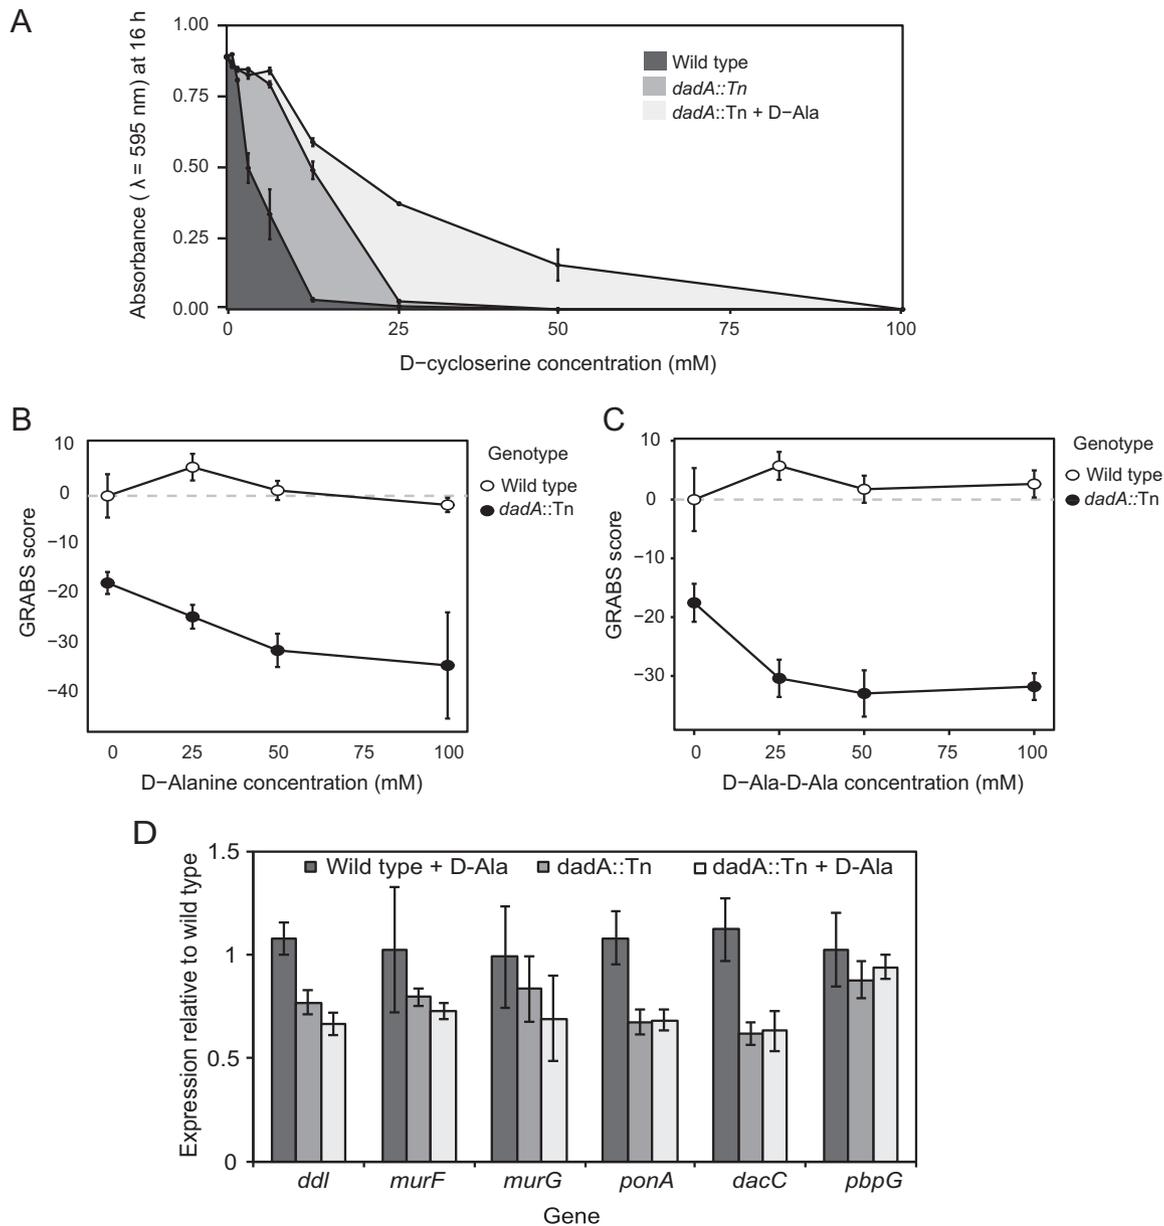 A
Absorbance ( λ = 595 nm) at 16 h
1.00
0.75
0.50
0.25
0.00
Wild type
dadA::Tn
dadA::Tn + D−Ala
0 25 50 75 100
D−cycloserine concentration (mM)
B
GRABS score
10
0
−10
−20
−30
−40
Genotype
Wild type
dadA::Tn
0 25 50 75 100
D−Alanine concentration (mM)
C
GRABS score
10
0
−10
−20
−30
Genotype
Wild type
dadA::Tn
0 25 50 75 100
D−Ala-D-Ala concentration (mM)
D
Expression relative to wild type
1.5
1
0.5
0
Wild type + D-Ala dadA::Tn dadA::Tn + D-Ala
ddl murF murG ponA dacC pbpG
Gene